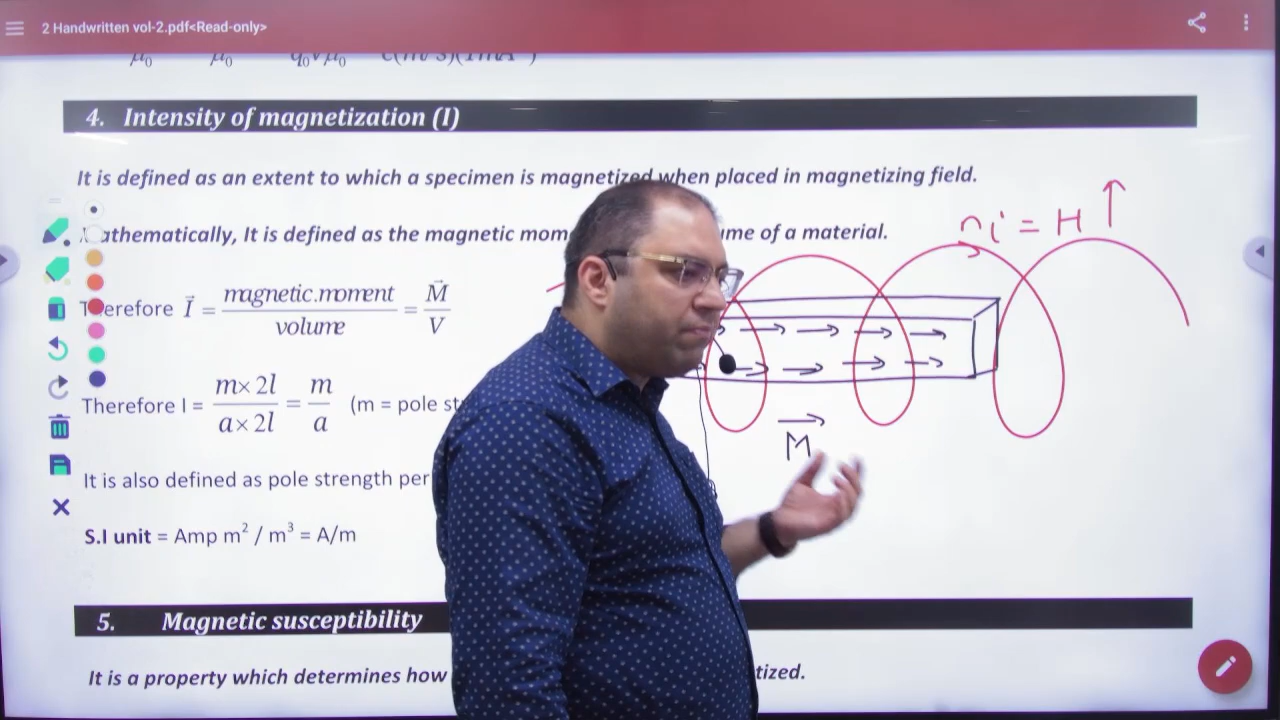 2 Handwritten vol-2.pdf<Read-only>
4. Intensity of magnetization (I)
It is defined as an extent to which a specimen is magnetized when placed in magnetizing field.
athematically, It is defined as the magnetic mom me of a material.
ni = H ↑
Therefore I⃗ = magnetic.moment / volume = M⃗ / V
Therefore I = m× 2l / a× 2l = m / a (m = pole st
M⃗
It is also defined as pole strength per
S.I unit = Amp m² / m³ = A/m
5. Magnetic susceptibility
It is a property which determines how tized.